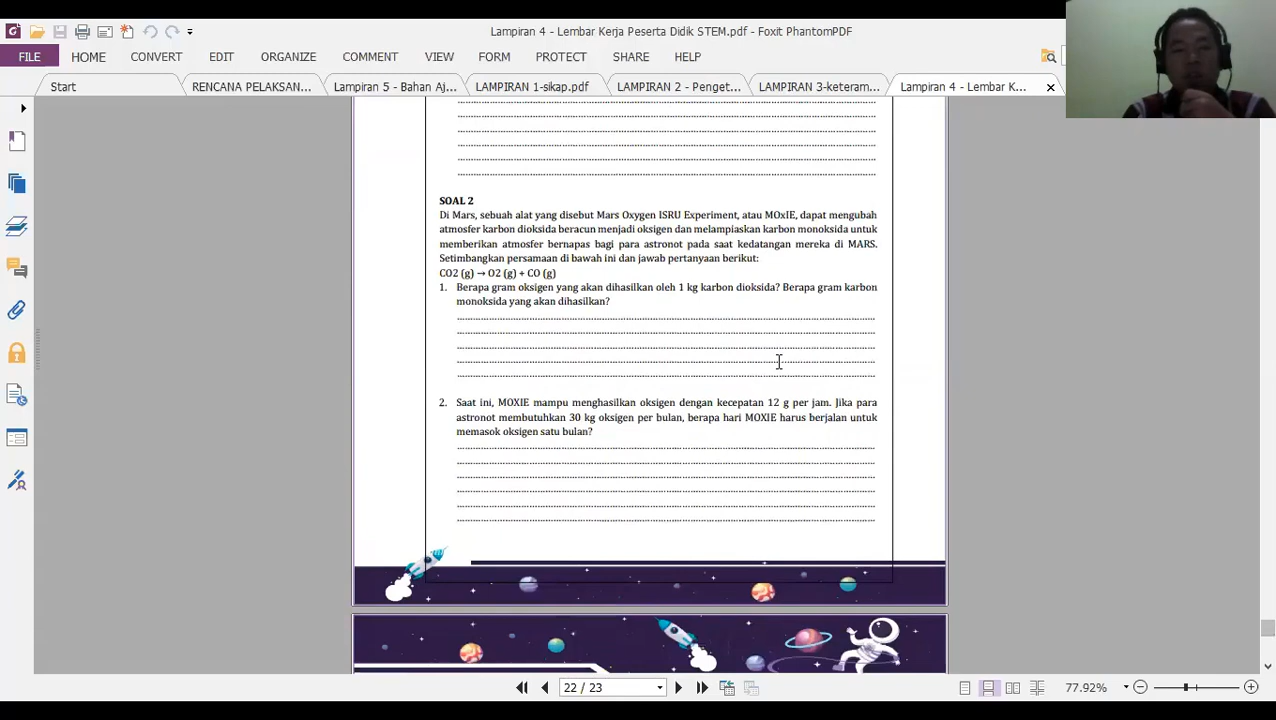 Lampiran 4 - Lembar Kerja Peserta Didik STEM.pdf - Foxit PhantomPDF
FILE HOME CONVERT EDIT ORGANIZE COMMENT VIEW FORM PROTECT SHARE HELP
Start RENCANA PELAKSAN... Lampiran 5 - Bahan Aj... LAMPIRAN 1-sikap.pdf LAMPIRAN 2 - Penget... LAMPIRAN 3-keteram... Lampiran 4 - Lembar K...
SOAL 2
Di Mars, sebuah alat yang disebut Mars Oxygen ISRU Experiment, atau MOxIE, dapat mengubah
atmosfer karbon dioksida beracun menjadi oksigen dan melampiaskan karbon monoksida untuk
memberikan atmosfer bernapas bagi para astronot pada saat kedatangan mereka di MARS.
Setimbangkan persamaan di bawah ini dan jawab pertanyaan berikut:
CO2 (g) → O2 (g) + CO (g)
1. Berapa gram oksigen yang akan dihasilkan oleh 1 kg karbon dioksida? Berapa gram karbon
monoksida yang akan dihasilkan?
2. Saat ini, MOXIE mampu menghasilkan oksigen dengan kecepatan 12 g per jam. Jika para
astronot membutuhkan 30 kg oksigen per bulan, berapa hari MOXIE harus berjalan untuk
memasok oksigen satu bulan?
22 / 23
77.92%